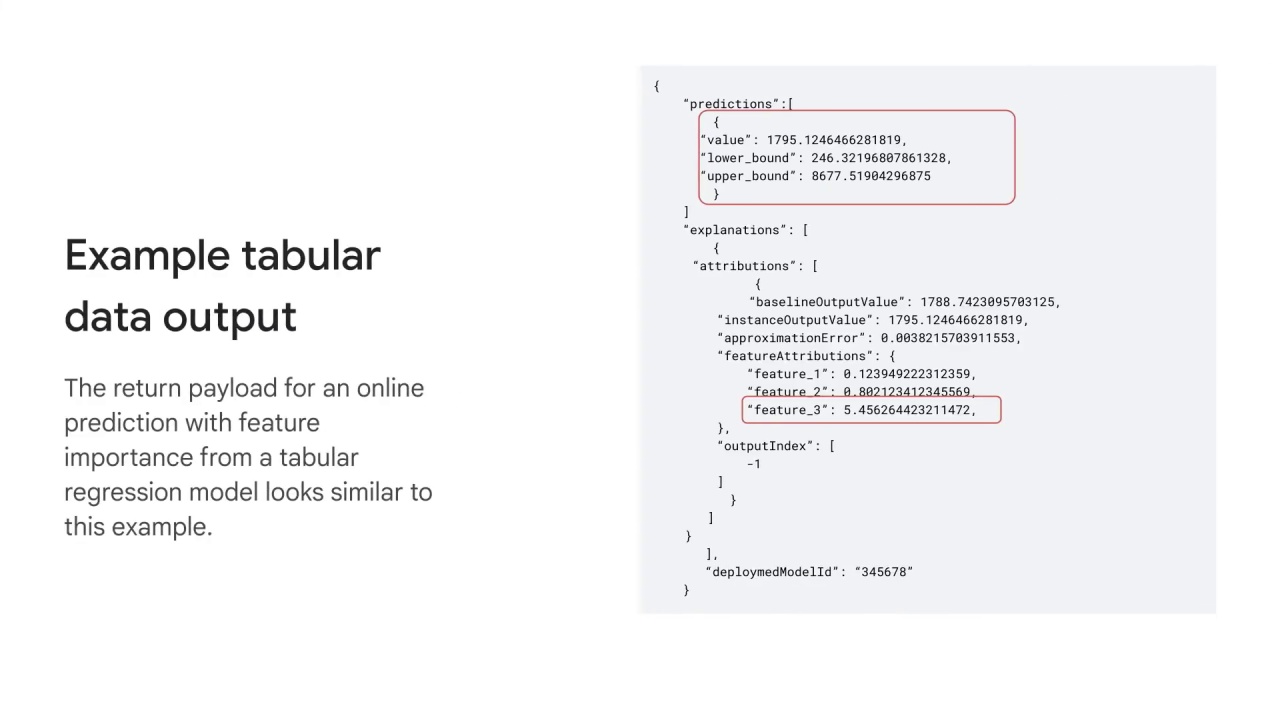 Example tabular
data output
The return payload for an online
prediction with feature
importance from a tabular
regression model looks similar to
this example.
{
“predictions”:[
{
“value”: 1795.1246466281819,
“lower_bound”: 246.32196807861328,
“upper_bound”: 8677.51904296875
}
]
“explanations”: [
{
“attributions”: [
{
“baselineOutputValue”: 1788.7423095703125,
“instanceOutputValue”: 1795.1246466281819,
“approximationError”: 0.0038215703911553,
“featureAttributions”: {
“feature_1”: 0.123949222312359,
“feature_2”: 0.802123412345569,
“feature_3”: 5.456264423211472,
},
“outputIndex”: [
-1
]
}
]
}
],
“deploymedModelId”: “345678”
}